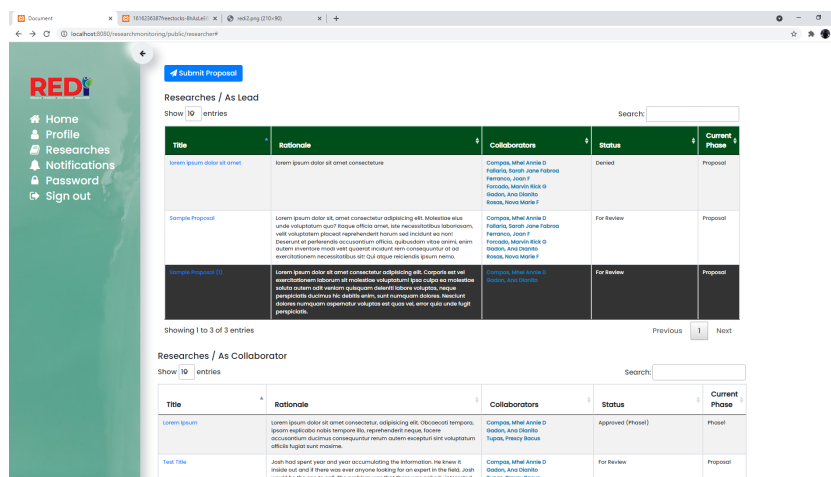 Document
1616236387freestocks-8hAsLeS
redi2.png (210×90)
localhost:8080/researchmonitoring/public/researcher#
REDi
Home
Profile
Researches
Notifications
Password
Sign out
Submit Proposal
Researches / As Lead
Show 10 entries
Search:
Title Rationale Collaborators Status Current Phase
lorem ipsum dolor sit amet
lorem ipsum dolor sit amet consecteture
Compas, Mhel Annie D
Fallaria, Sarah Jane Fabroa
Ferranco, Joan F
Forcado, Marvin Rick G
Gadon, Ana Dianito
Rosas, Nova Marie F
Denied
Proposal
Sample Proposal
Lorem ipsum dolor sit, amet consectetur adipisicing elit. Molestiae eius
unde voluptatum quo? Itaque officia amet, iste necessitatibus laboriosam,
velit voluptatem placeat reprehenderit harum sed incidunt ea non!
Deserunt et perferendis accusantium officia, quibusdam vitae animi, enim
autem inventore modi velit quaerat incidunt rem consequuntur at ad
exercitationem necessitatibus sit! Qui atque reiciendis ipsum nemo.
Compas, Mhel Annie D
Fallaria, Sarah Jane Fabroa
Ferranco, Joan F
Forcado, Marvin Rick G
Gadon, Ana Dianito
Rosas, Nova Marie F
For Review
Proposal
Sample Proposal (1)
Lorem ipsum dolor sit amet consectetur adipisicing elit. Corporis est vel
exercitationem laborum sit molestiae voluptatum! Ipsa culpa ea molestiae
soluta autem odit veniam quisquam deleniti labore voluptas, neque
perspiciatis ducimus hic debitis enim, sunt numquam dolores. Nesciunt
dolores numquam aspernatur voluptas est quas vel, error quia unde fugit
perspiciatis.
Compas, Mhel Annie D
Gadon, Ana Dianito
For Review
Proposal
Showing 1 to 3 of 3 entries
Previous 1 Next
Researches / As Collaborator
Show 10 entries
Search:
Title Rationale Collaborators Status Current Phase
Lorem Ipsum
Lorem ipsum dolor sit amet consectetur, adipisicing elit. Obcaecati tempora,
ipsam explicabo nobis tempore illo, reprehenderit neque, facere
accusantium ducimus consequuntur rerum autem excepturi sint voluptatum
officiis fugiat sunt maxime.
Compas, Mhel Annie D
Gadon, Ana Dianito
Tupas, Prexcy Bacus
Approved (Phase1)
Phase1
Test Title
Josh had spent year and year accumulating the information. He knew it
inside out and if there was ever anyone looking for an expert in the field, Josh
Compas, Mhel Annie D
Gadon, Ana Dianito
For Review
Proposal